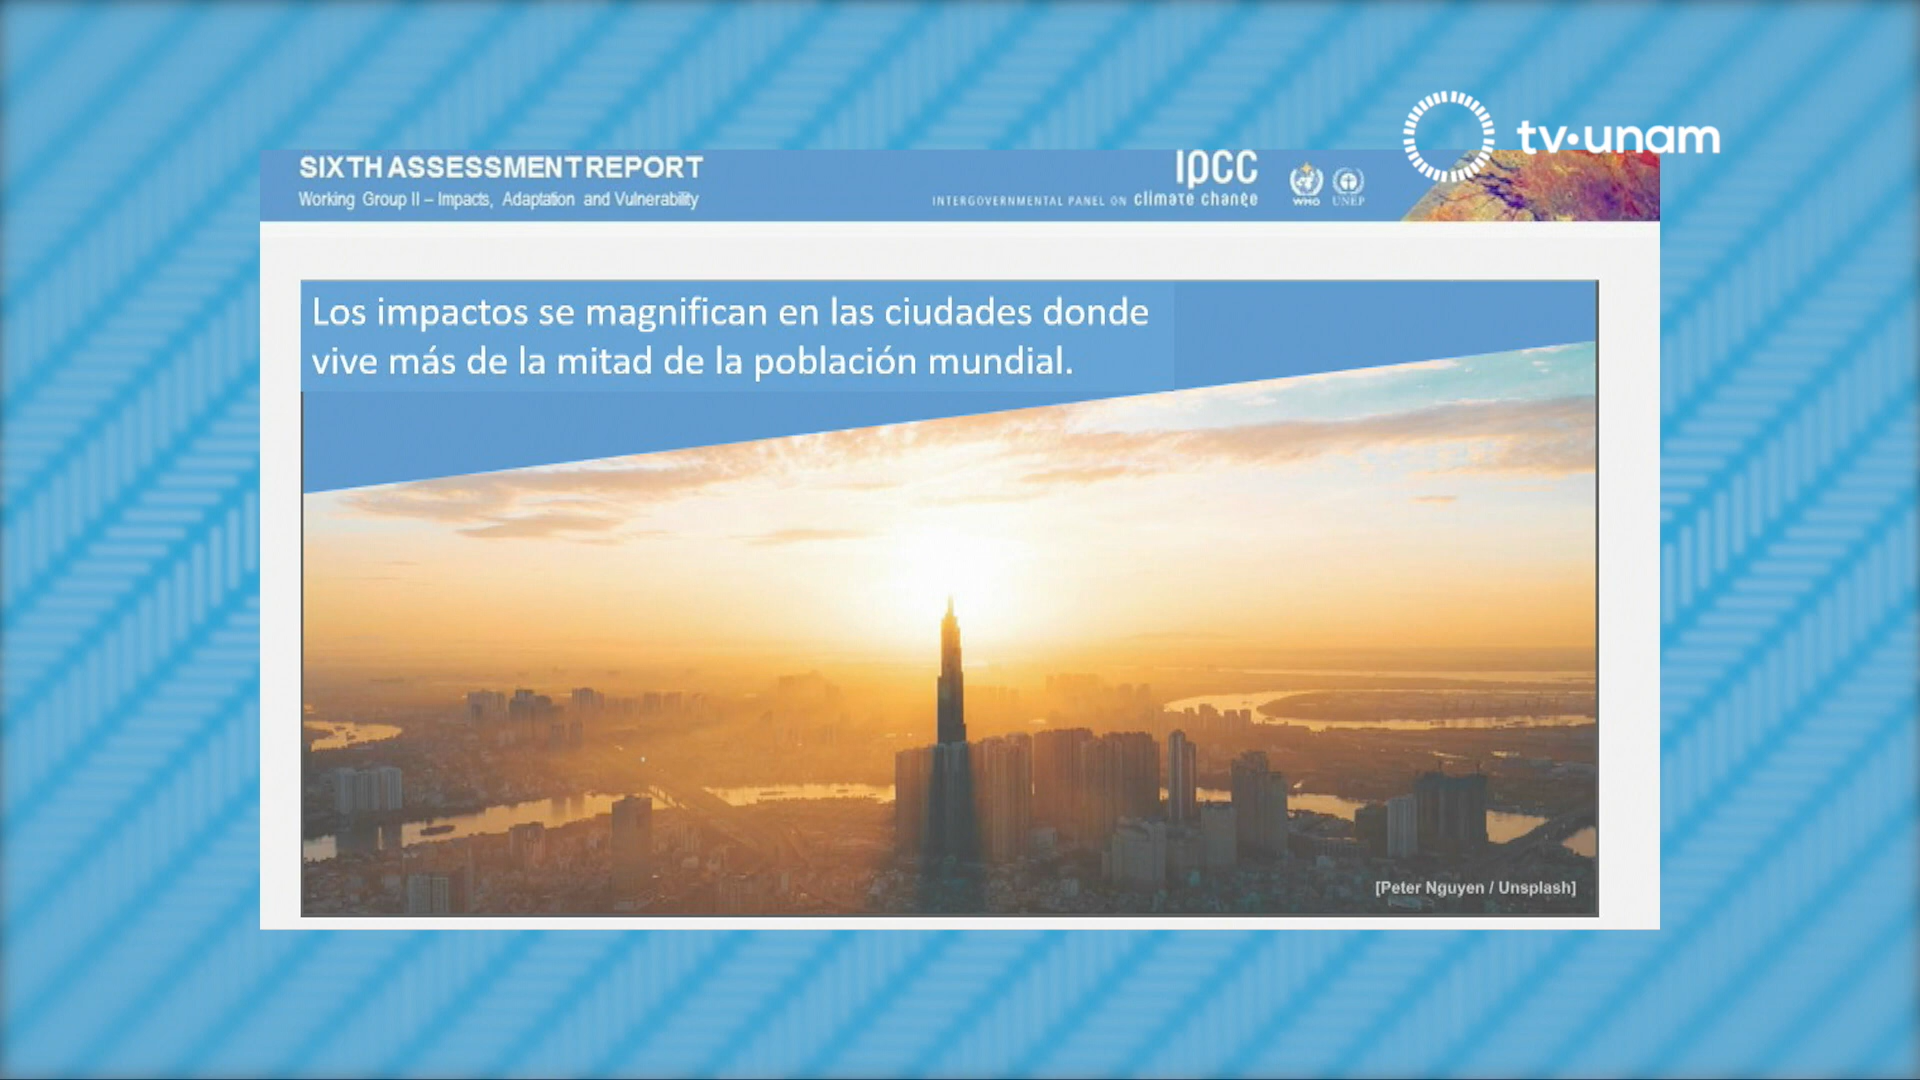 tv·unam
SIXTH ASSESSMENT REPORT
Working Group II – Impacts, Adaptation and Vulnerability
ipcc
INTERGOVERNMENTAL PANEL ON climate change
WMO
UNEP
Los impactos se magnifican en las ciudades donde
vive más de la mitad de la población mundial.
[Peter Nguyen / Unsplash]